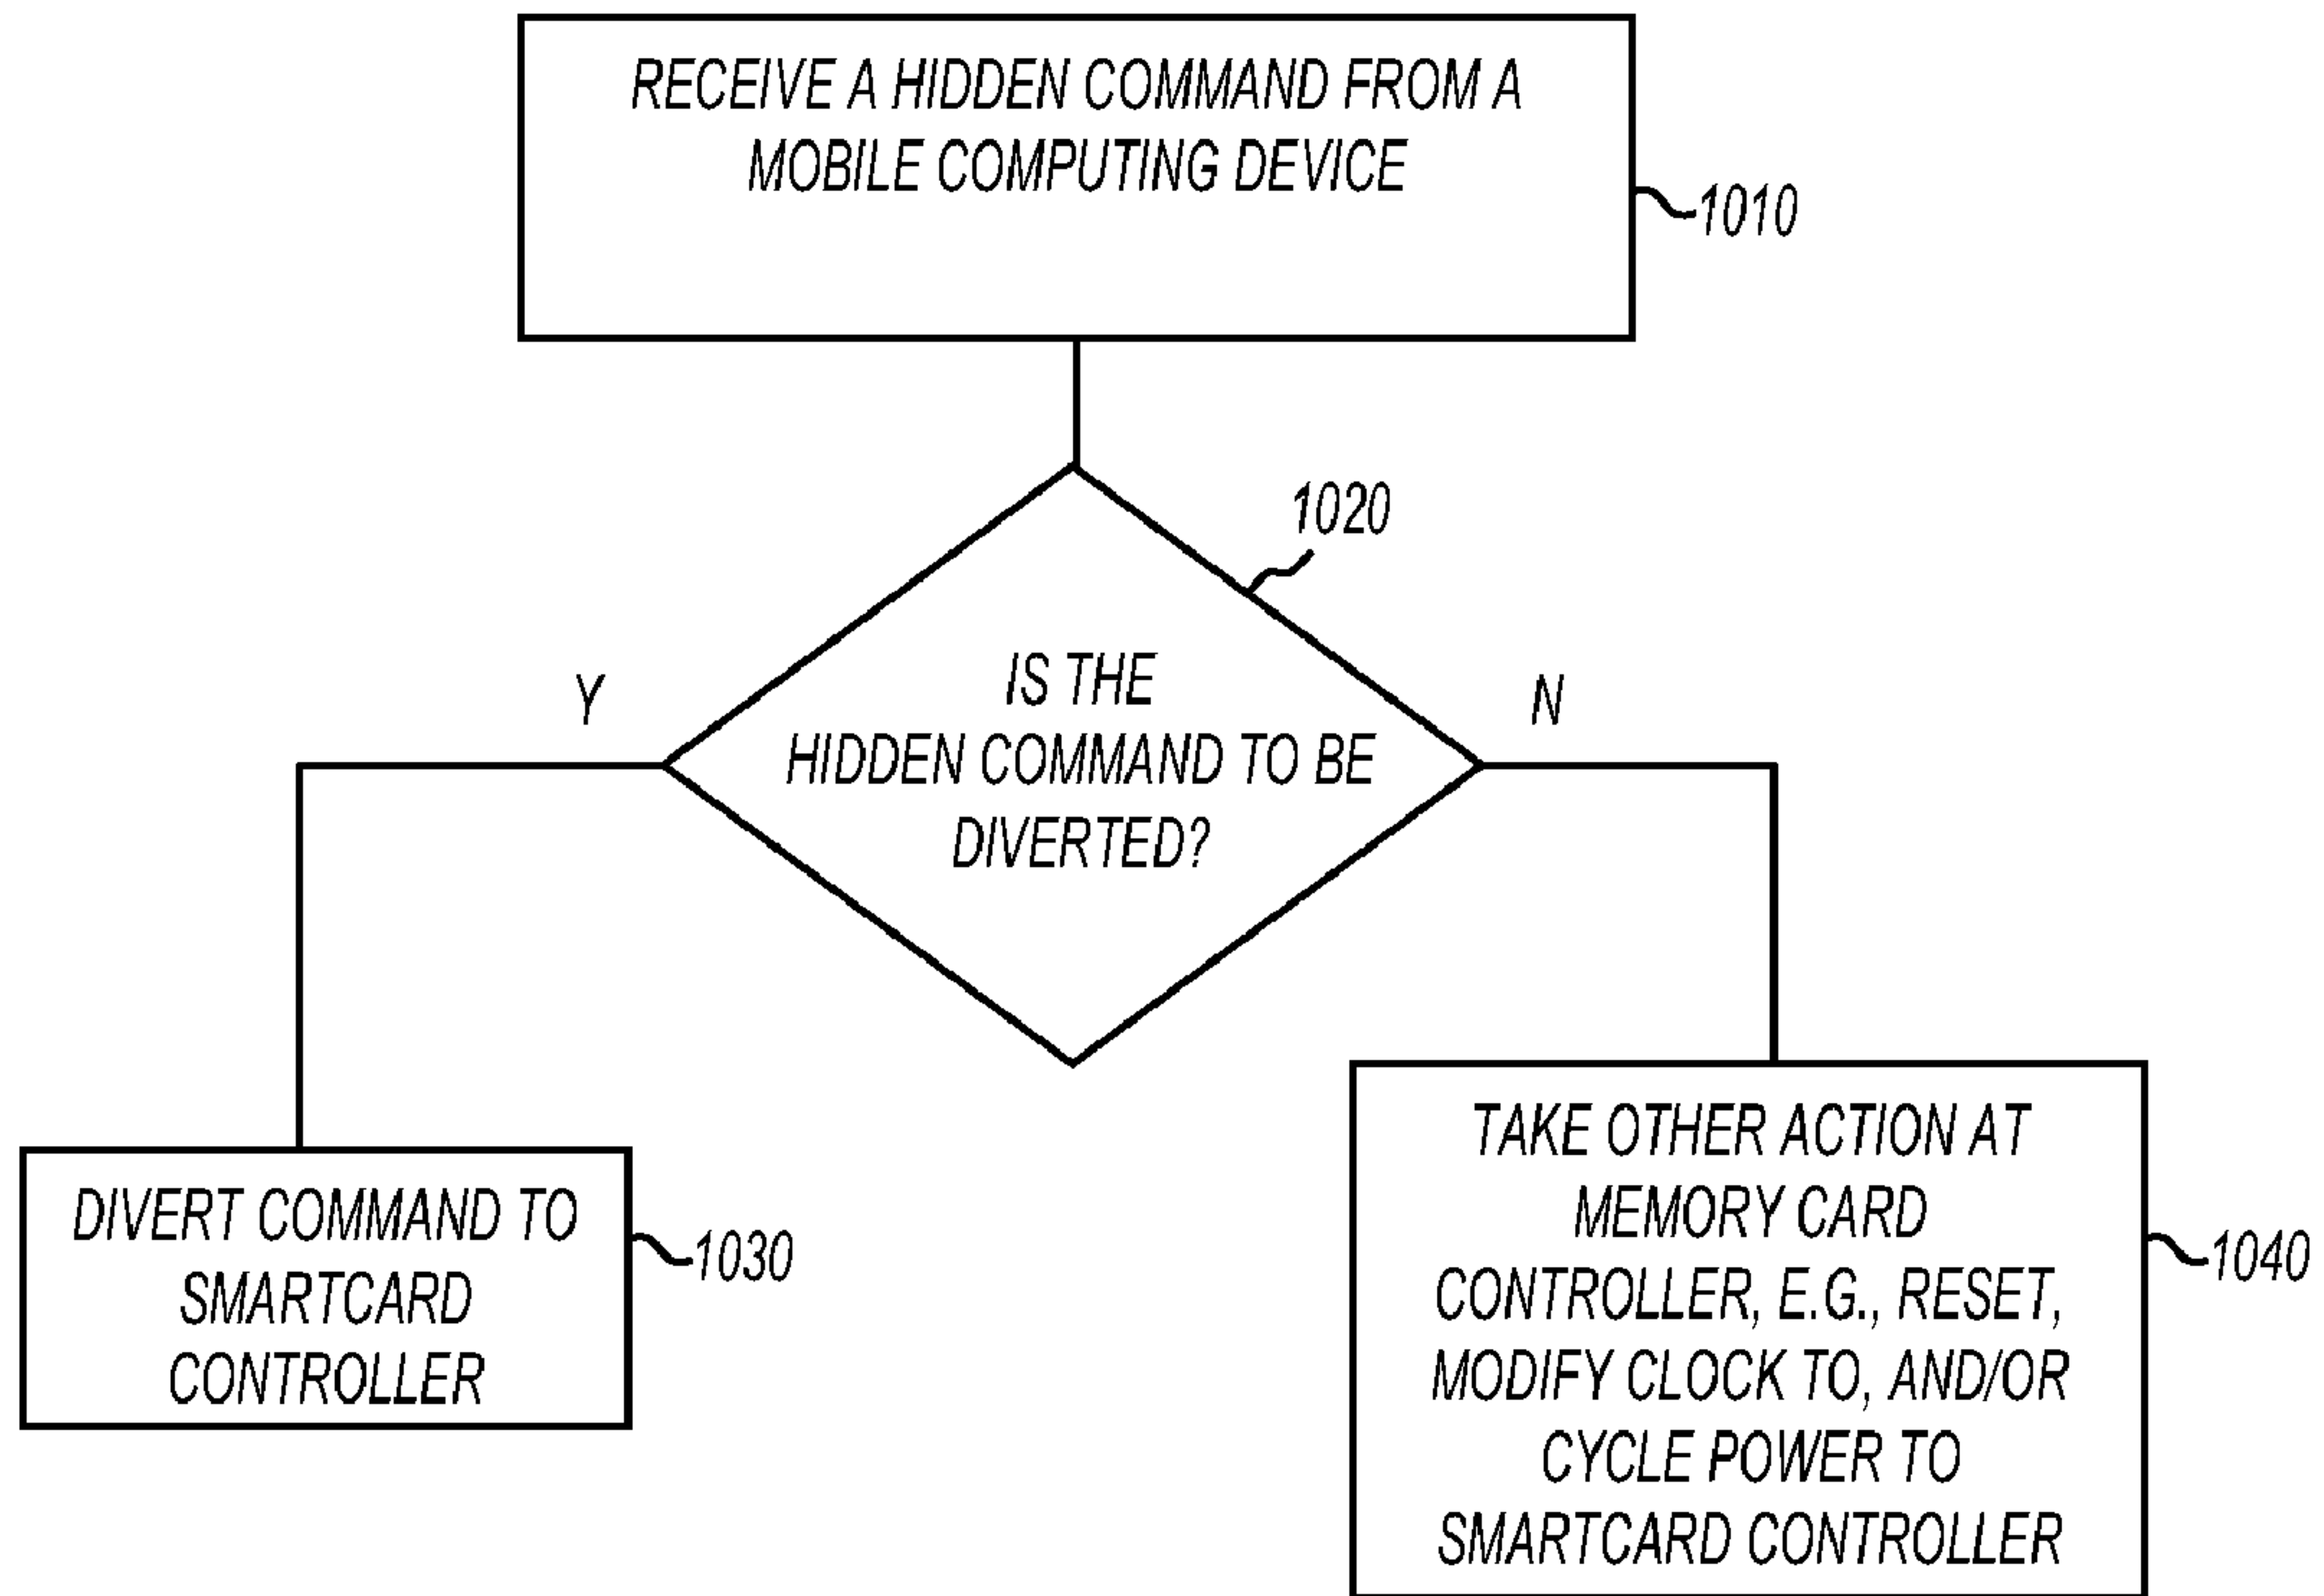 RECEIVE A HIDDEN COMMAND FROM A
MOBILE COMPUTING DEVICE
1010
1020
IS THE
HIDDEN COMMAND TO BE
DIVERTED?
Y
N
DIVERT COMMAND TO
SMARTCARD
CONTROLLER
1030
TAKE OTHER ACTION AT
MEMORY CARD
CONTROLLER, E.G., RESET,
MODIFY CLOCK TO, AND/OR
CYCLE POWER TO
SMARTCARD CONTROLLER
1040